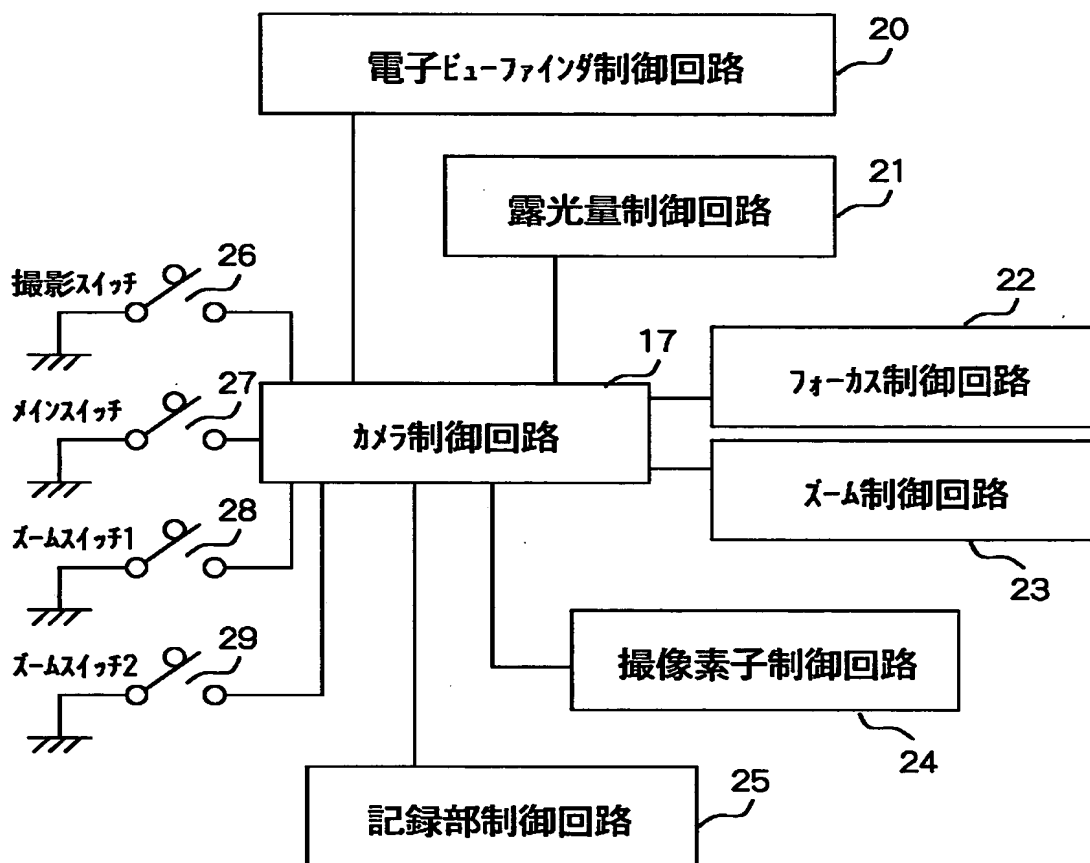 20
電子ビューファインダ制御回路
21
露光量制御回路
26
撮影スイッチ
22
17
27
フォーカス制御回路
メインスイッチ
カメラ制御回路
28
ズーム制御回路
ズームスイッチ1
23
29
撮像素子制御回路
ズームスイッチ2
24
25
記録部制御回路